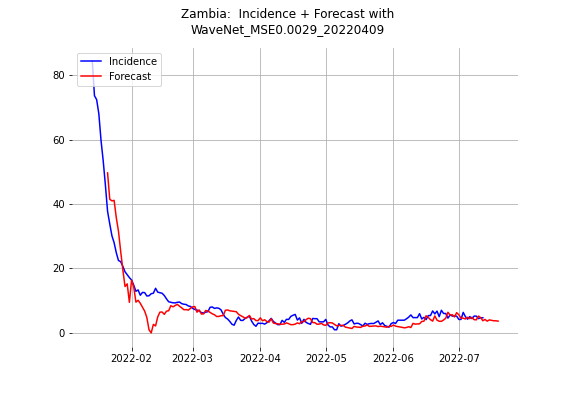 Zambia:  Incidence + Forecast with
WaveNet_MSE0.0029_20220409
Incidence
Forecast
80
60
40
20
0
2022-02 2022-03 2022-04 2022-05 2022-06 2022-07